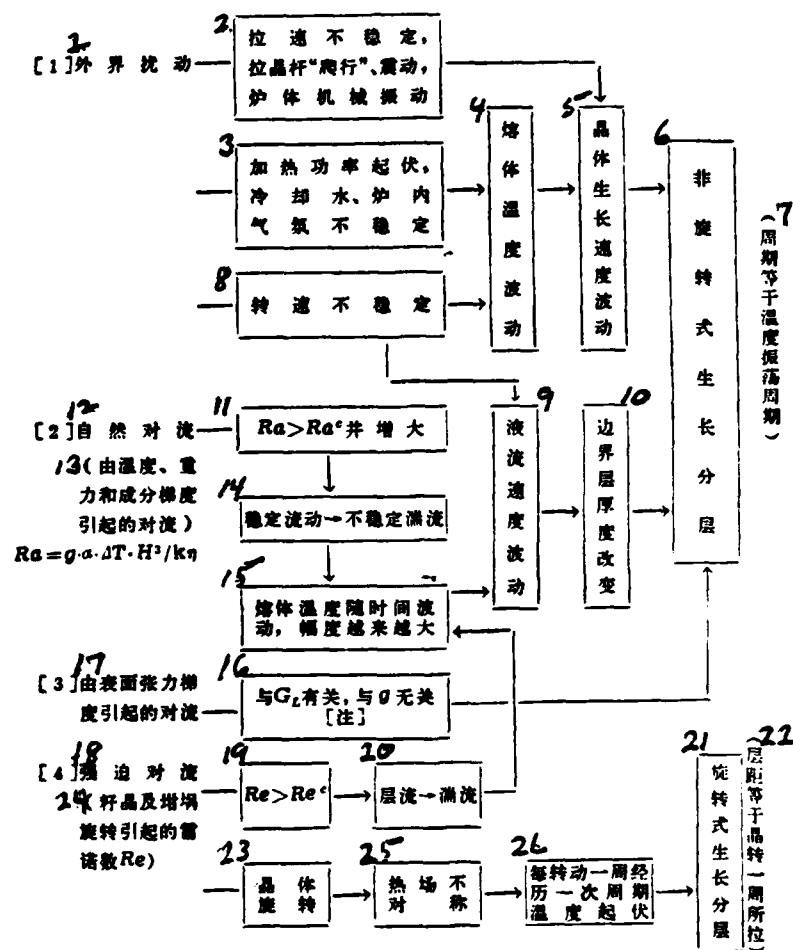 2.
拉速不稳定，
拉晶杆“爬行”、震动，
炉体机械振动
[1]外界扰动
3
加热功率起伏，
冷却水、炉内
气氛不稳定
4
熔体温度波动
5
晶体生长速度波动
6
非旋转式生长分层
7
(周期等于温度振荡周期)
8
转速不稳定
12
[2]自然对流
13(由温度、重
力和成分梯度
引起的对流)
Ra=g·α·ΔT·H³/kη
11
Ra>Raᶜ并增大
14
稳定流动→不稳定湍流
15
熔体温度随时间波
动，幅度越来越大
9
液流速度波动
10
边界层厚度改变
17
[3]由表面张力梯
度引起的对流
16
与G_L有关，与g无关
[注]
18
[4]强迫对流
24(籽晶及坩埚
旋转引起的雷
诺数Re)
19
Re>Reᶜ
20
层流→湍流
23
晶体
旋转
25
热场不
对称
26
每转动一周经
历一次周期
温度起伏
21
旋转式生长分层
22
(层距等于晶转一周所拉